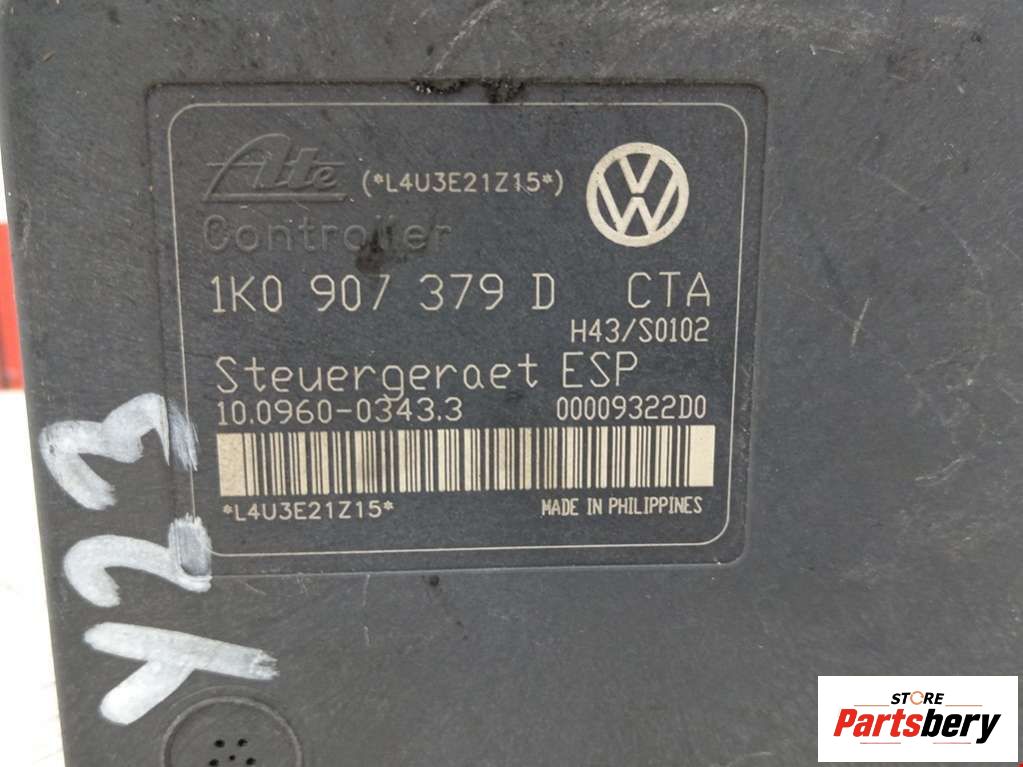 Ate (*L4U3E21Z15*)
Controller
1K0 907 379 D CTA
H43/S0102
Steuergeraet ESP
10.0960-0343.3 00009322D0
*L4U3E21Z15* MADE IN PHILIPPINES
Y23
STORE
Partsbery